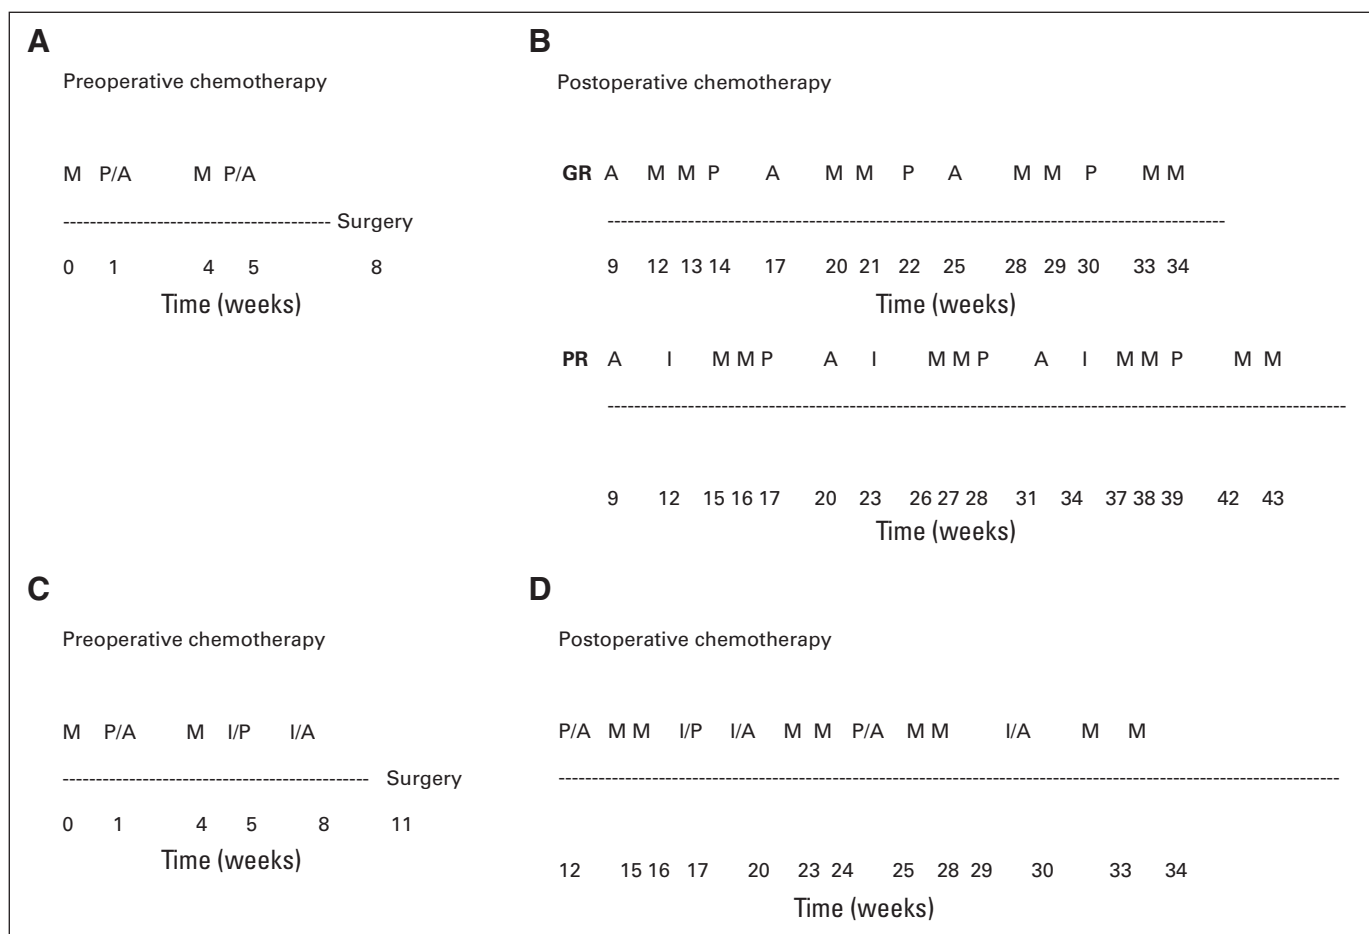 A
Preoperative chemotherapy
M P/A M P/A
Surgery
0 1 4 5 8
Time (weeks)
B
Postoperative chemotherapy
GR A M M P A M M P A M M P M M
9 12 13 14 17 20 21 22 25 28 29 30 33 34
Time (weeks)
PR A I M M P A I M M P A I M M P M M
9 12 15 16 17 20 23 26 27 28 31 34 37 38 39 42 43
Time (weeks)
C
Preoperative chemotherapy
M P/A M I/P I/A
Surgery
0 1 4 5 8 11
Time (weeks)
D
Postoperative chemotherapy
P/A M M I/P I/A M M P/A M M I/A M M
12 15 16 17 20 23 24 25 28 29 30 33 34
Time (weeks)